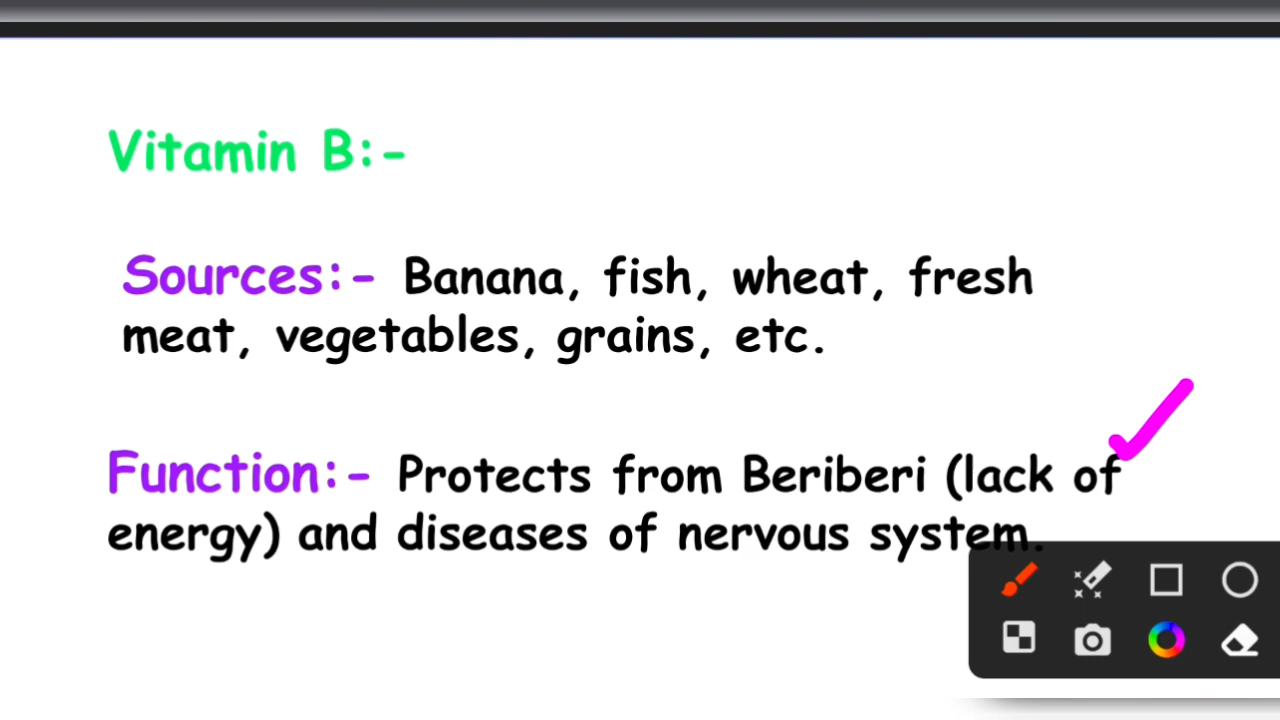 Vitamin B:-
Sources:- Banana, fish, wheat, fresh
meat, vegetables, grains, etc.
Function:- Protects from Beriberi (lack of
energy) and diseases of nervous system.